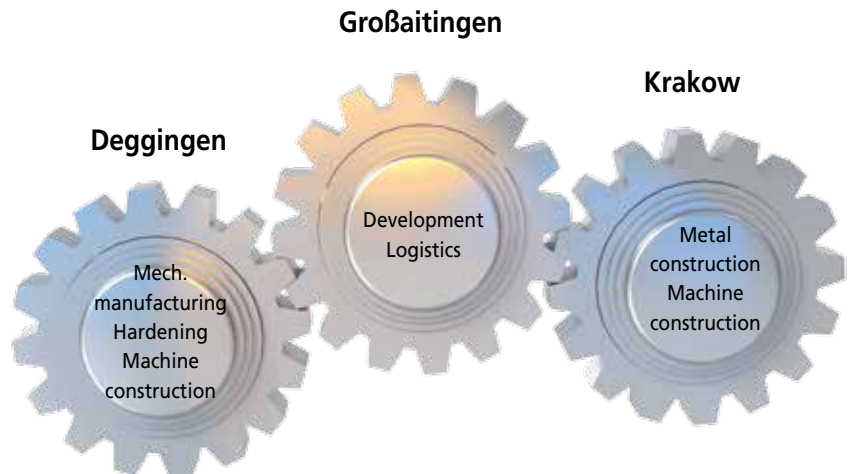 Großaitingen
Krakow
Deggingen
Development
Logistics
Metal
construction
Machine
construction
Mech.
manufacturing
Hardening
Machine
construction